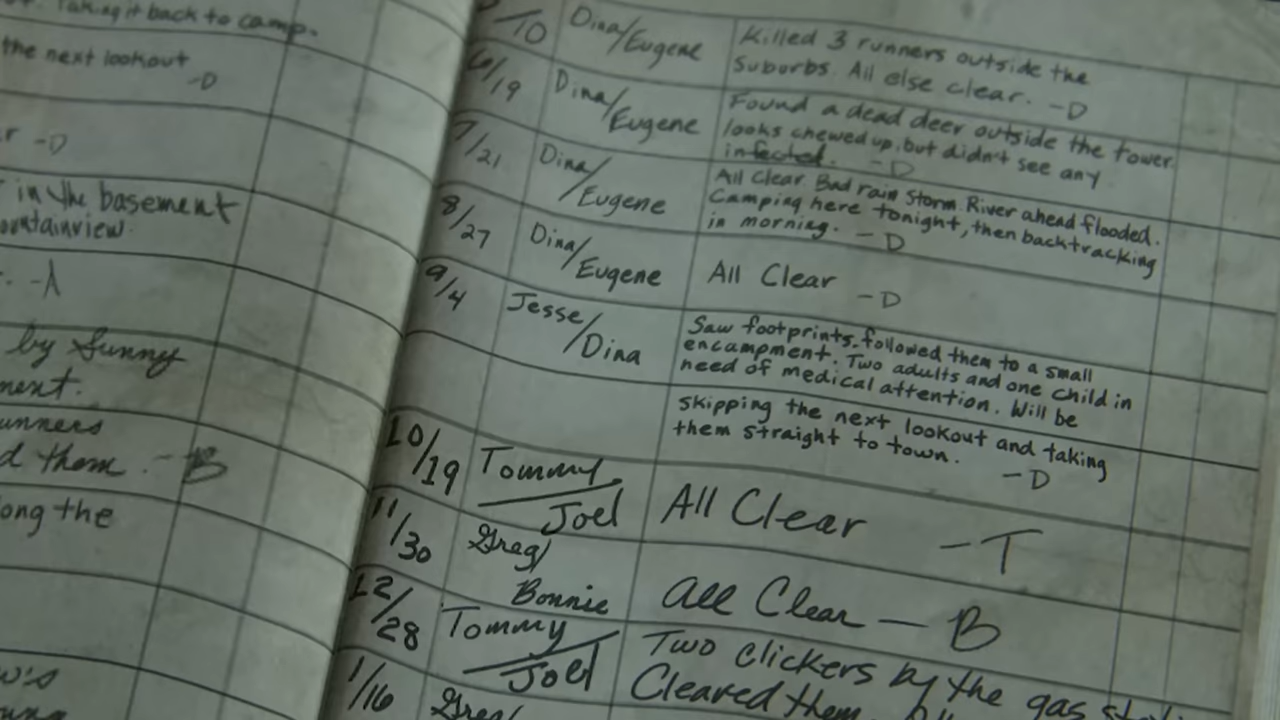 Taking it back to camp.
the next lookout
-D
-D
in the basement
-A
by Sunny
d them. -B
ong the
/10 Dina/Eugene Killed 3 runners outside the
suburbs. All else clear. -D
6/19 Dina/Eugene Found a dead deer outside the tower
looks chewed up, but didn't see any
infected. -D
7/21 Dina/Eugene All Clear. Bad rain storm. River ahead flooded.
Camping here tonight, then backtracking
in morning. -D
8/27 Dina/Eugene All Clear -D
9/4 Jesse/Dina Saw footprints, followed them to a small
encampment. Two adults and one child in
need of medical attention. Will be
skipping the next lookout and taking
them straight to town. -D
10/19 Tommy/Joel All Clear -T
11/30 Greg/Bonnie All Clear - B
12/28 Tommy/Joel Two clickers by the gas
Cleared them.
1/16 Greg/